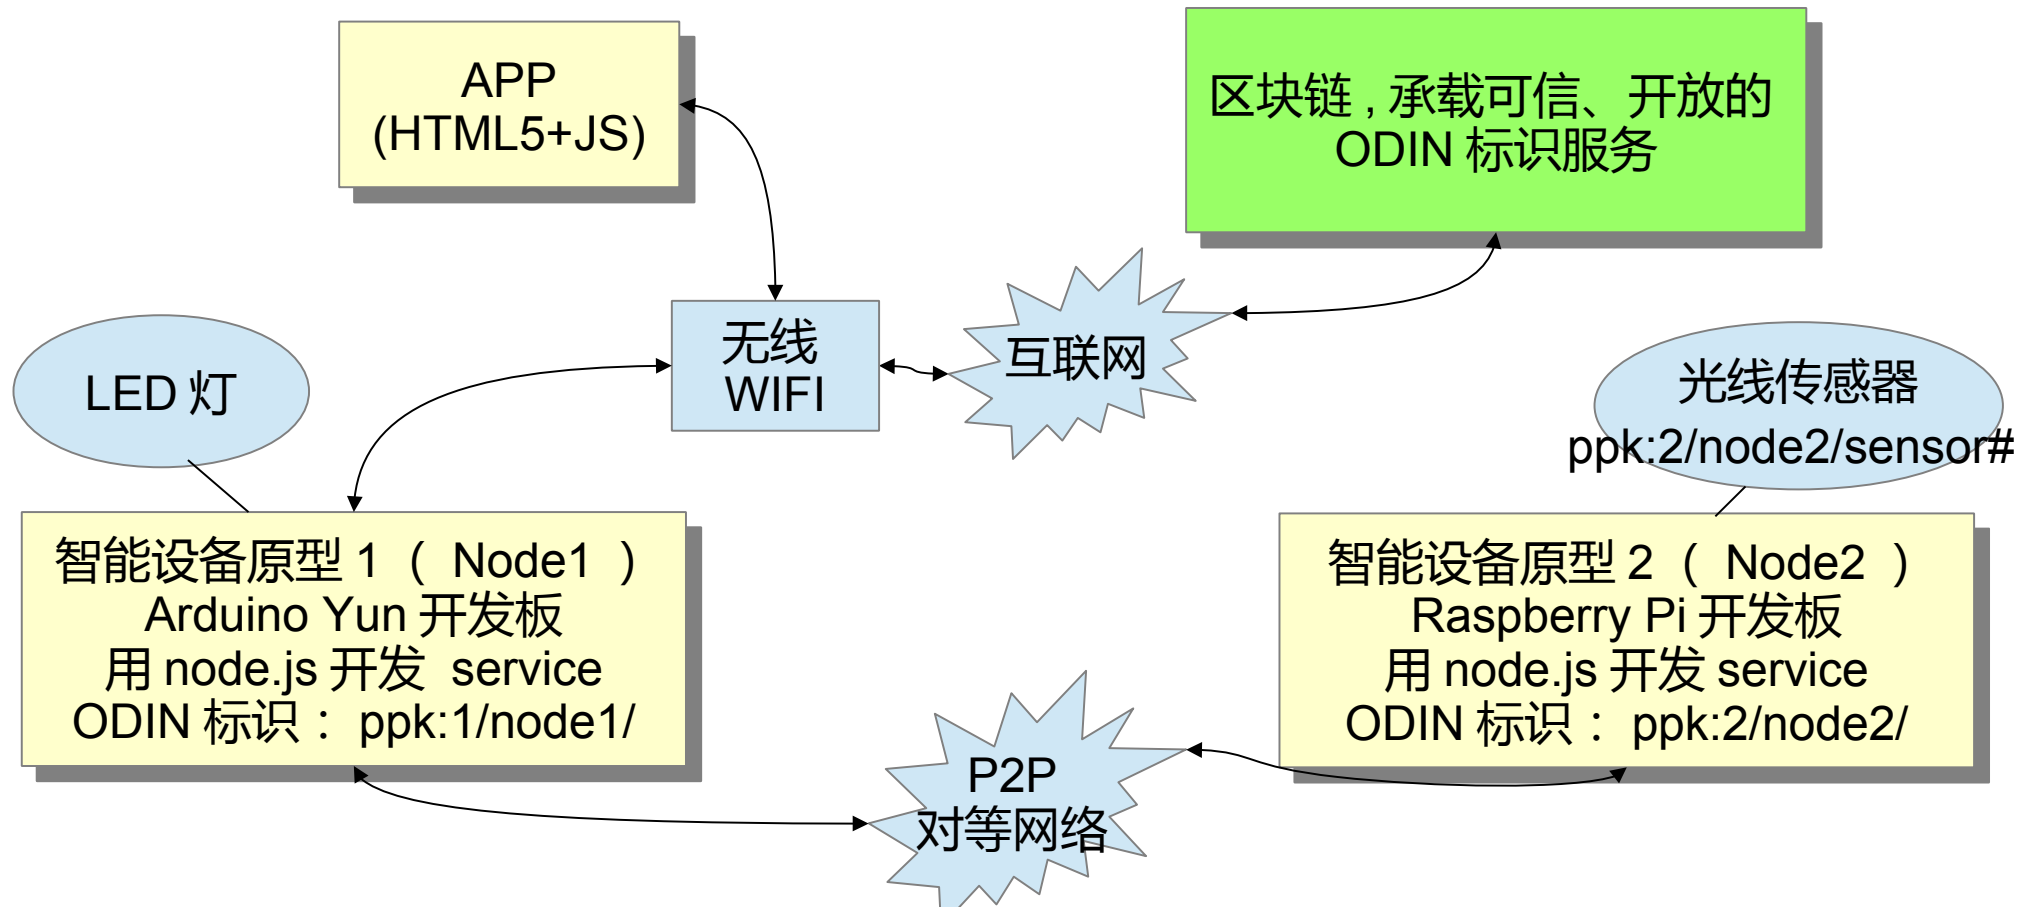 APP
(HTML5+JS)
区块链 , 承载可信、开放的
ODIN 标识服务
无线
WIFI
互联网
LED 灯
光线传感器
ppk:2/node2/sensor#
智能设备原型 1 （ Node1 ）
Arduino Yun 开发板
用 node.js 开发 service
ODIN 标识： ppk:1/node1/
智能设备原型 2 （ Node2 ）
Raspberry Pi 开发板
用 node.js 开发 service
ODIN 标识： ppk:2/node2/
P2P
对等网络